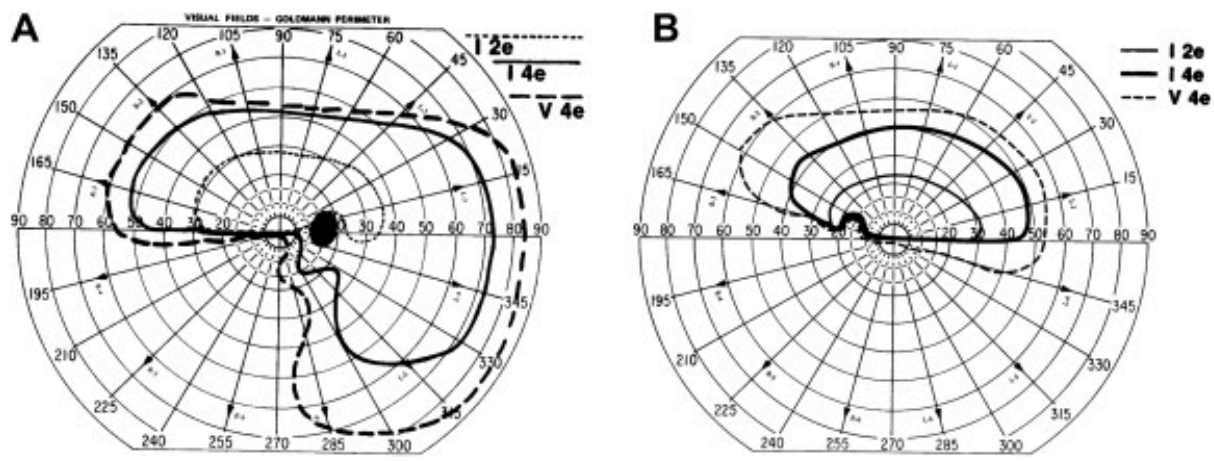 A
VISUAL FIELDS – GOLDMANN PERIMETER
120 105 90 75 60
135 45
150 30
165 15
90 80 70 60 50 40 30 20 30 40 50 60 70 80 90
195 345
210 330
225 315
240 255 270 285 300
I 2e
I 4e
V 4e
B
120 105 90 75 60
135 45
150 30
165 15
90 80 70 60 50 40 30 20 10 20 30 40 50 60 70 80 90
195 345
210 330
225 315
240 255 270 285 300
I 2e
I 4e
V 4e